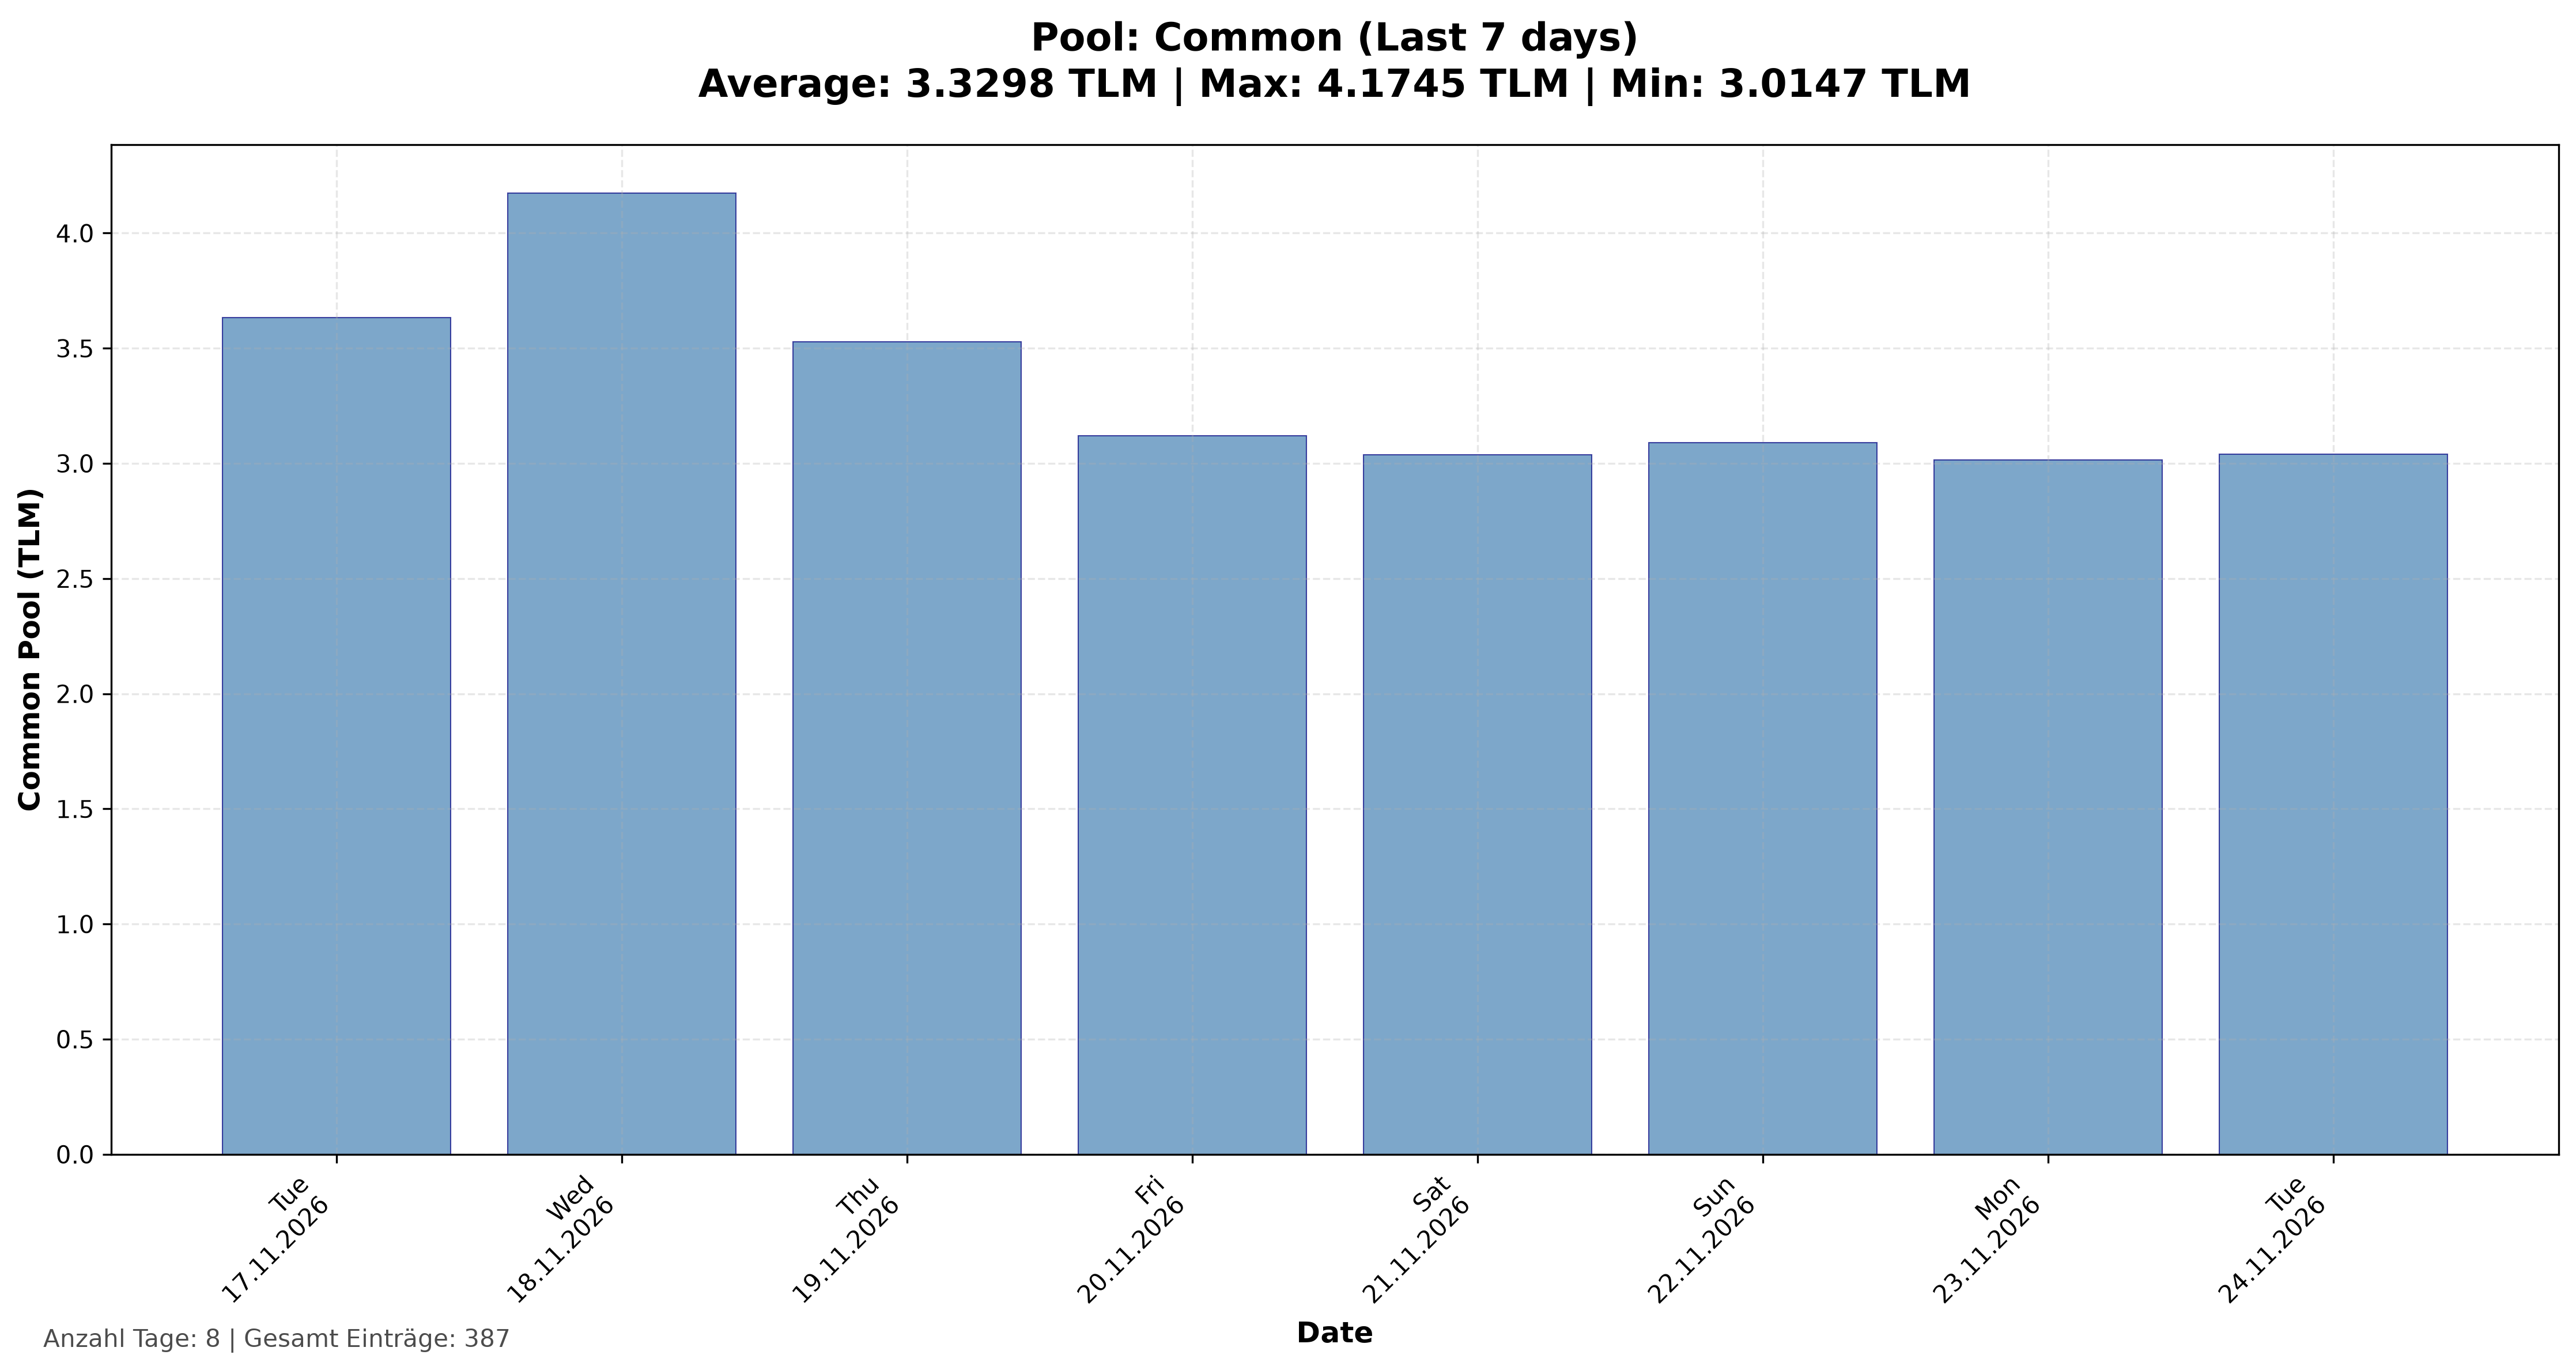 Pool: Common (Last 7 days)
Average: 3.3298 TLM | Max: 4.1745 TLM | Min: 3.0147 TLM
Common Pool (TLM)
4.0
3.5
3.0
2.5
2.0
1.5
1.0
0.5
0.0
Tue
17.11.2026
Wed
18.11.2026
Thu
19.11.2026
Fri
20.11.2026
Sat
21.11.2026
Sun
22.11.2026
Mon
23.11.2026
Tue
24.11.2026
Date
Anzahl Tage: 8 | Gesamt Einträge: 387